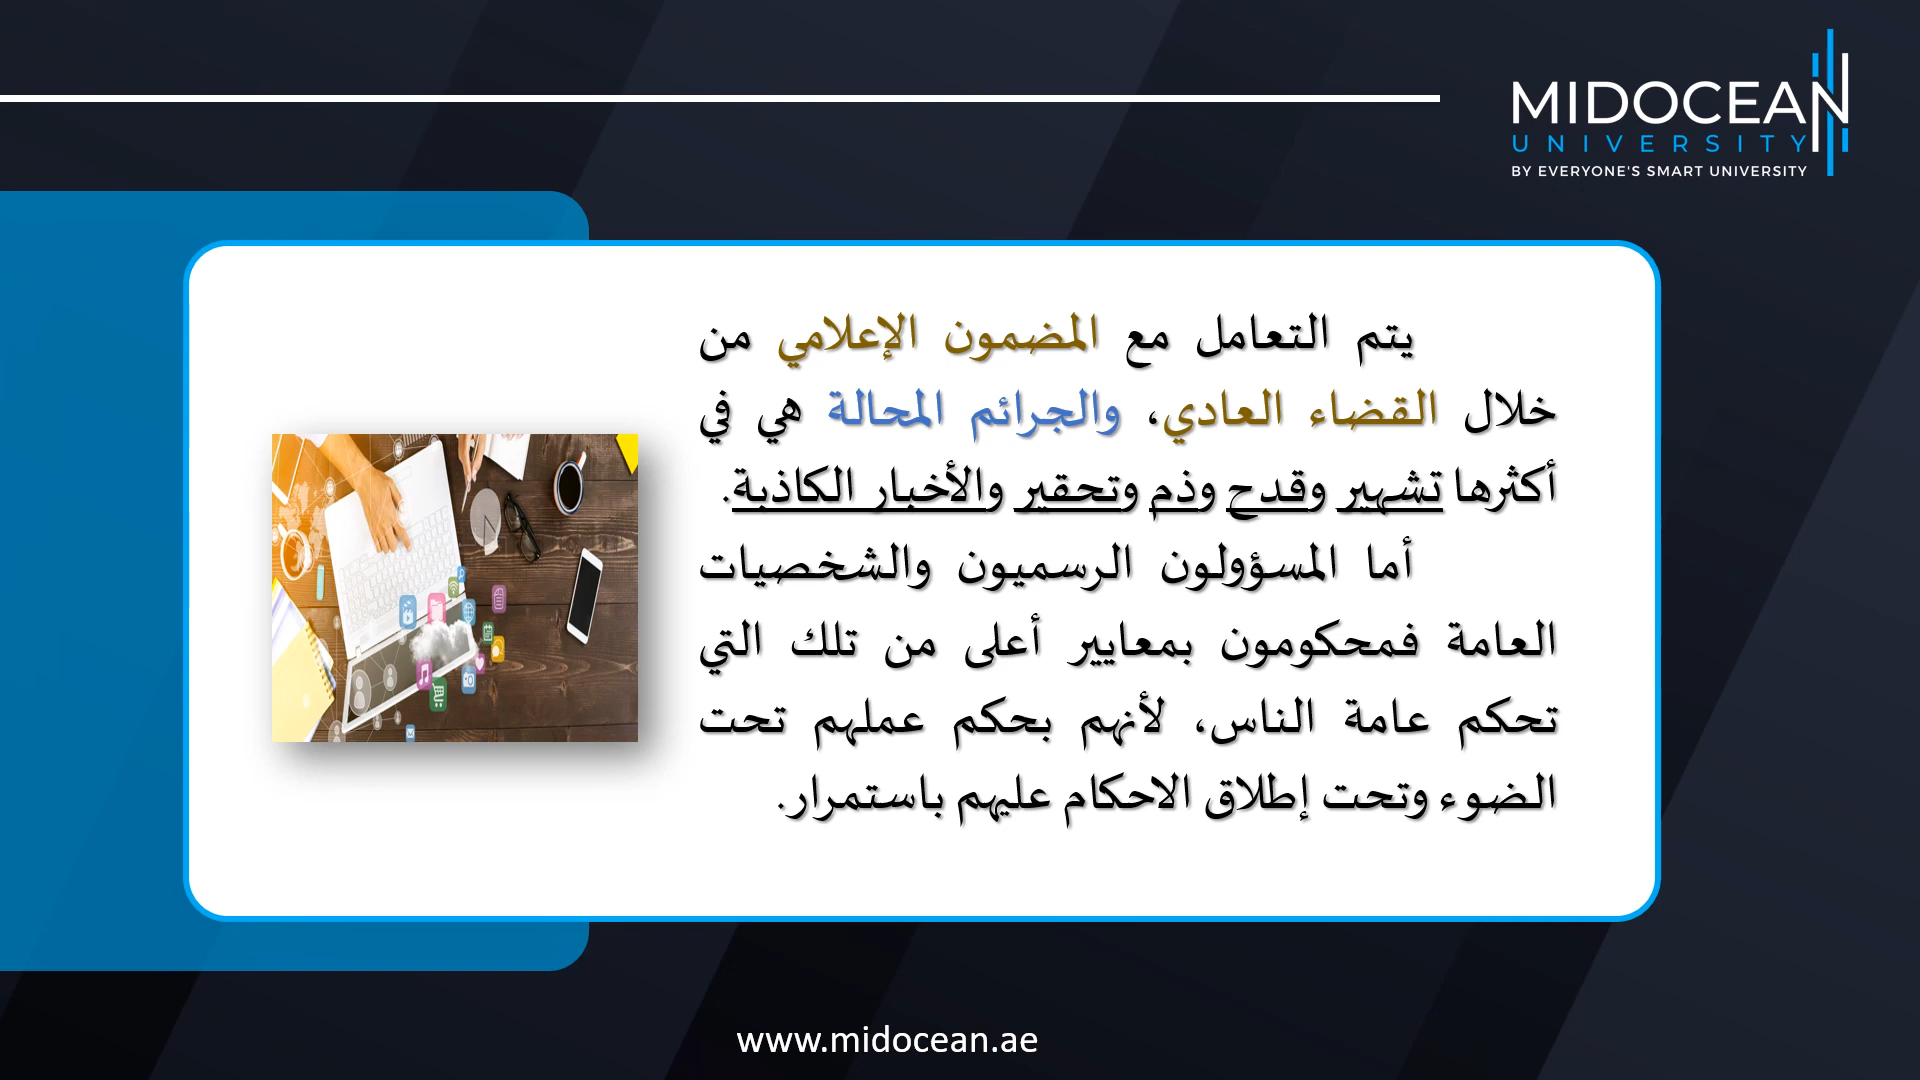 MIDOCEAN
UNIVERSITY
BY EVERYONE'S SMART UNIVERSITY
يتم التعامل مع المضمون الإعلامي من
خلال القضاء العادي، والجرائم المحالة هي في
أكثرها تشهير وقدح وذم وتحقير والأخبار الكاذبة.
أما المسؤولون الرسميون والشخصيات
العامة فمحكومون بمعايير أعلى من تلك التي
تحكم عامة الناس، لأنهم بحكم عملهم تحت
الضوء وتحت إطلاق الاحكام عليهم باستمرار.
www.midocean.ae